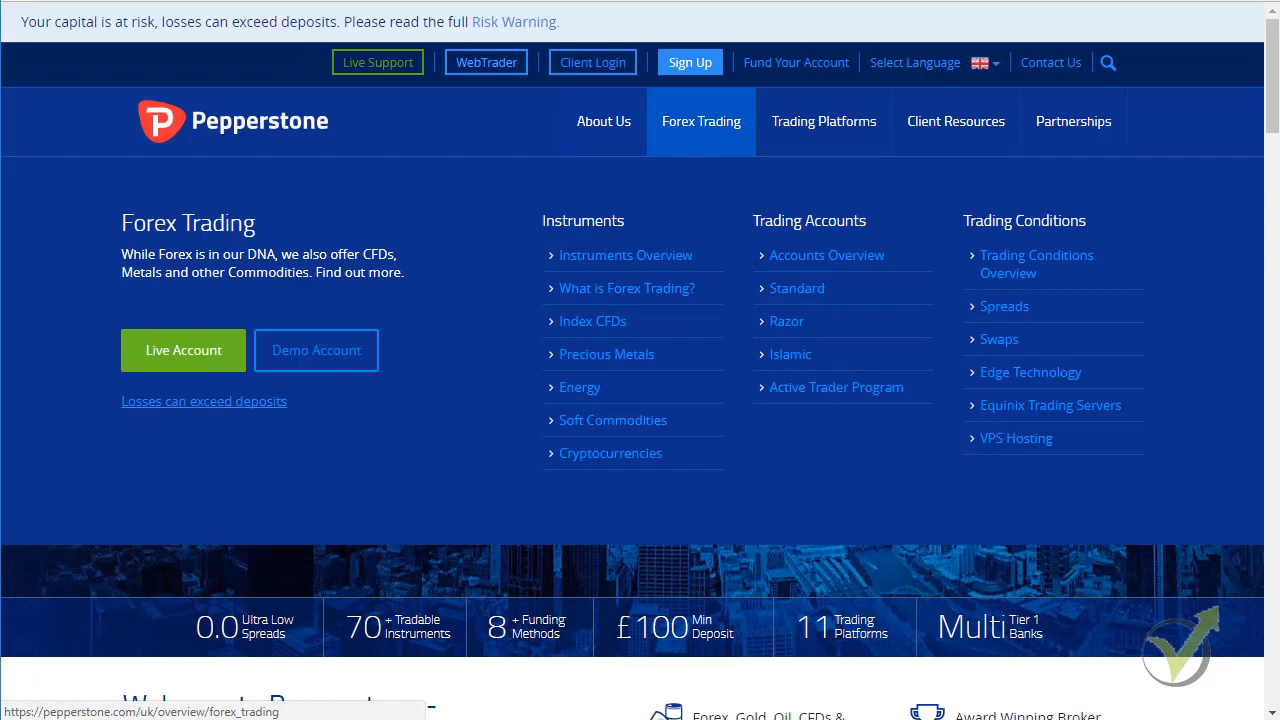 Your capital is at risk, losses can exceed deposits. Please read the full Risk Warning.
Live Support WebTrader Client Login Sign Up Fund Your Account Select Language Contact Us
Pepperstone About Us Forex Trading Trading Platforms Client Resources Partnerships
Forex Trading
While Forex is in our DNA, we also offer CFDs,
Metals and other Commodities. Find out more.
Live Account Demo Account
Losses can exceed deposits
Instruments
Instruments Overview
What is Forex Trading?
Index CFDs
Precious Metals
Energy
Soft Commodities
Cryptocurrencies
Trading Accounts
Accounts Overview
Standard
Razor
Islamic
Active Trader Program
Trading Conditions
Trading Conditions
Overview
Spreads
Swaps
Edge Technology
Equinix Trading Servers
VPS Hosting
0.0 Ultra Low
Spreads
70 + Tradable
Instruments
8 + Funding
Methods
£100 Min
Deposit
11 Trading
Platforms
Multi Tier 1
Banks
Forex, Gold, Oil, CFDs &
Award Winning Broker
https://pepperstone.com/uk/overview/forex_trading